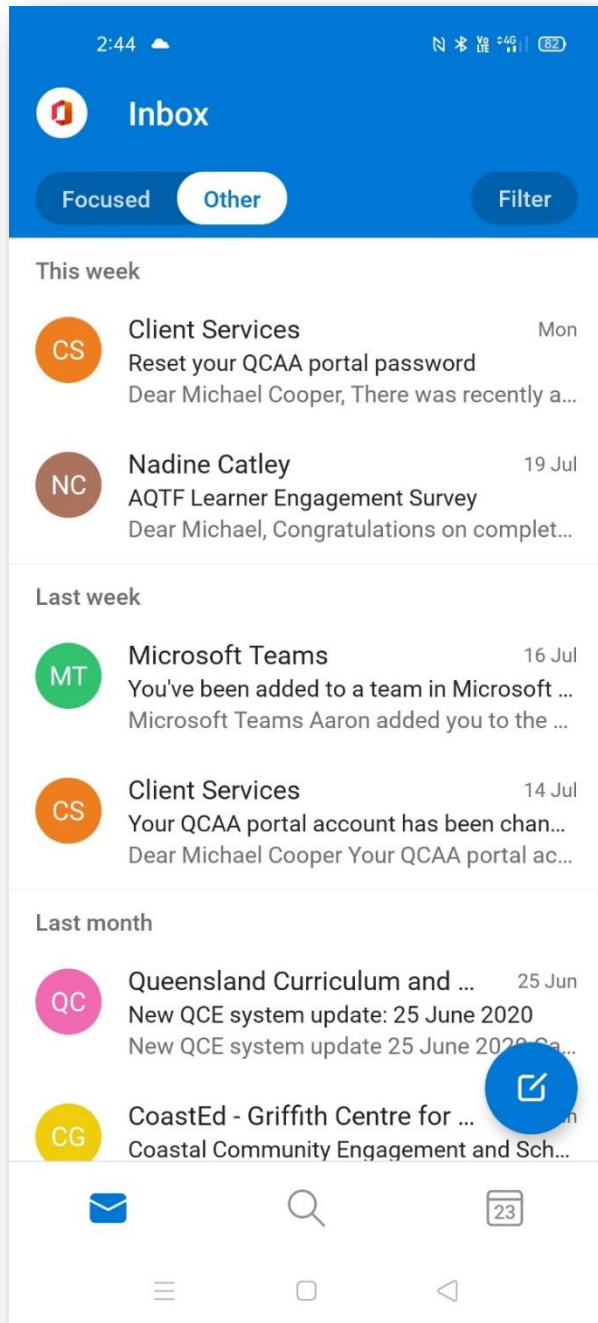 2:44 Vo LTE 4G 82
Inbox
Focused Other Filter
This week
CS Client Services Mon
Reset your QCAA portal password
Dear Michael Cooper, There was recently a...
NC Nadine Catley 19 Jul
AQTF Learner Engagement Survey
Dear Michael, Congratulations on complet...
Last week
MT Microsoft Teams 16 Jul
You've been added to a team in Microsoft ...
Microsoft Teams Aaron added you to the ...
CS Client Services 14 Jul
Your QCAA portal account has been chan...
Dear Michael Cooper Your QCAA portal ac...
Last month
QC Queensland Curriculum and ... 25 Jun
New QCE system update: 25 June 2020
New QCE system update 25 June
CG CoastEd - Griffith Centre for ...
Coastal Community Engagement and Sch...
23